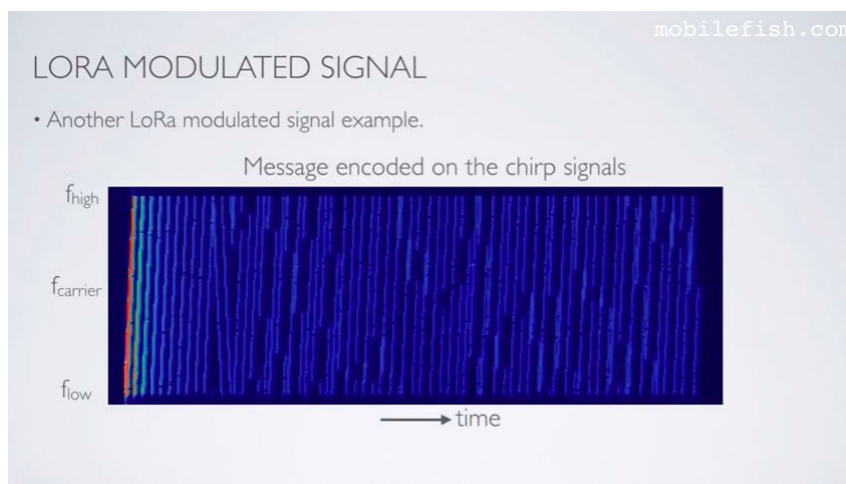 mobilefish.com
LORA MODULATED SIGNAL
• Another LoRa modulated signal example.
Message encoded on the chirp signals
fhigh
fcarrier
flow
time